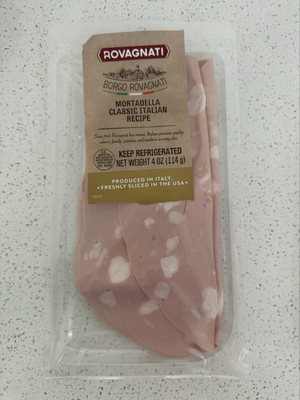 ROVAGNATI
BORGO ROVAGNATI
MORTADELLA
CLASSIC ITALIAN
RECIPE
KEEP REFRIGERATED
NET WEIGHT 4 OZ (114g)
PRODUCED IN ITALY,
• FRESHLY SLICED IN THE USA •